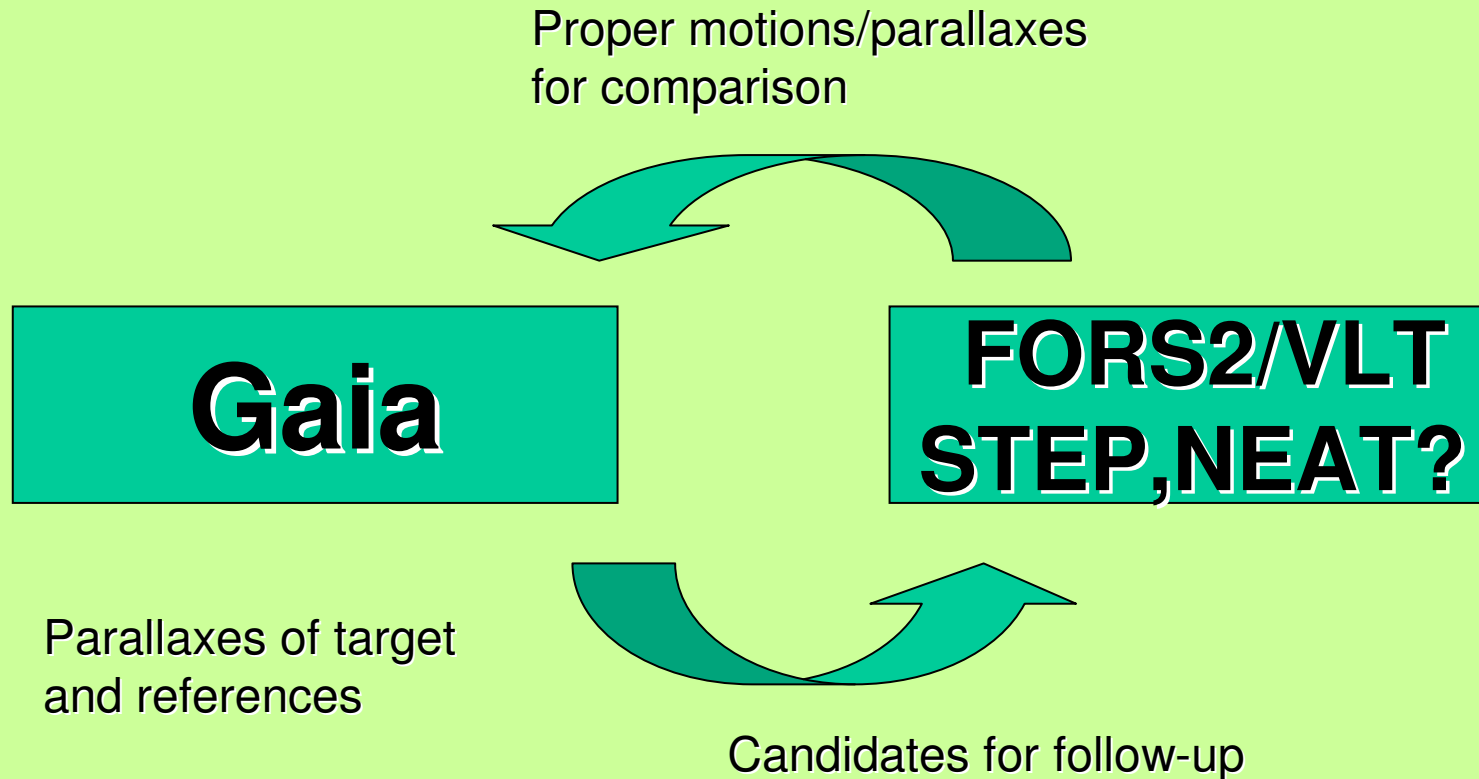 Proper motions/parallaxes
for comparison
Gaia
FORS2/VLT
STEP,NEAT?
Parallaxes of target
and references
Candidates for follow-up